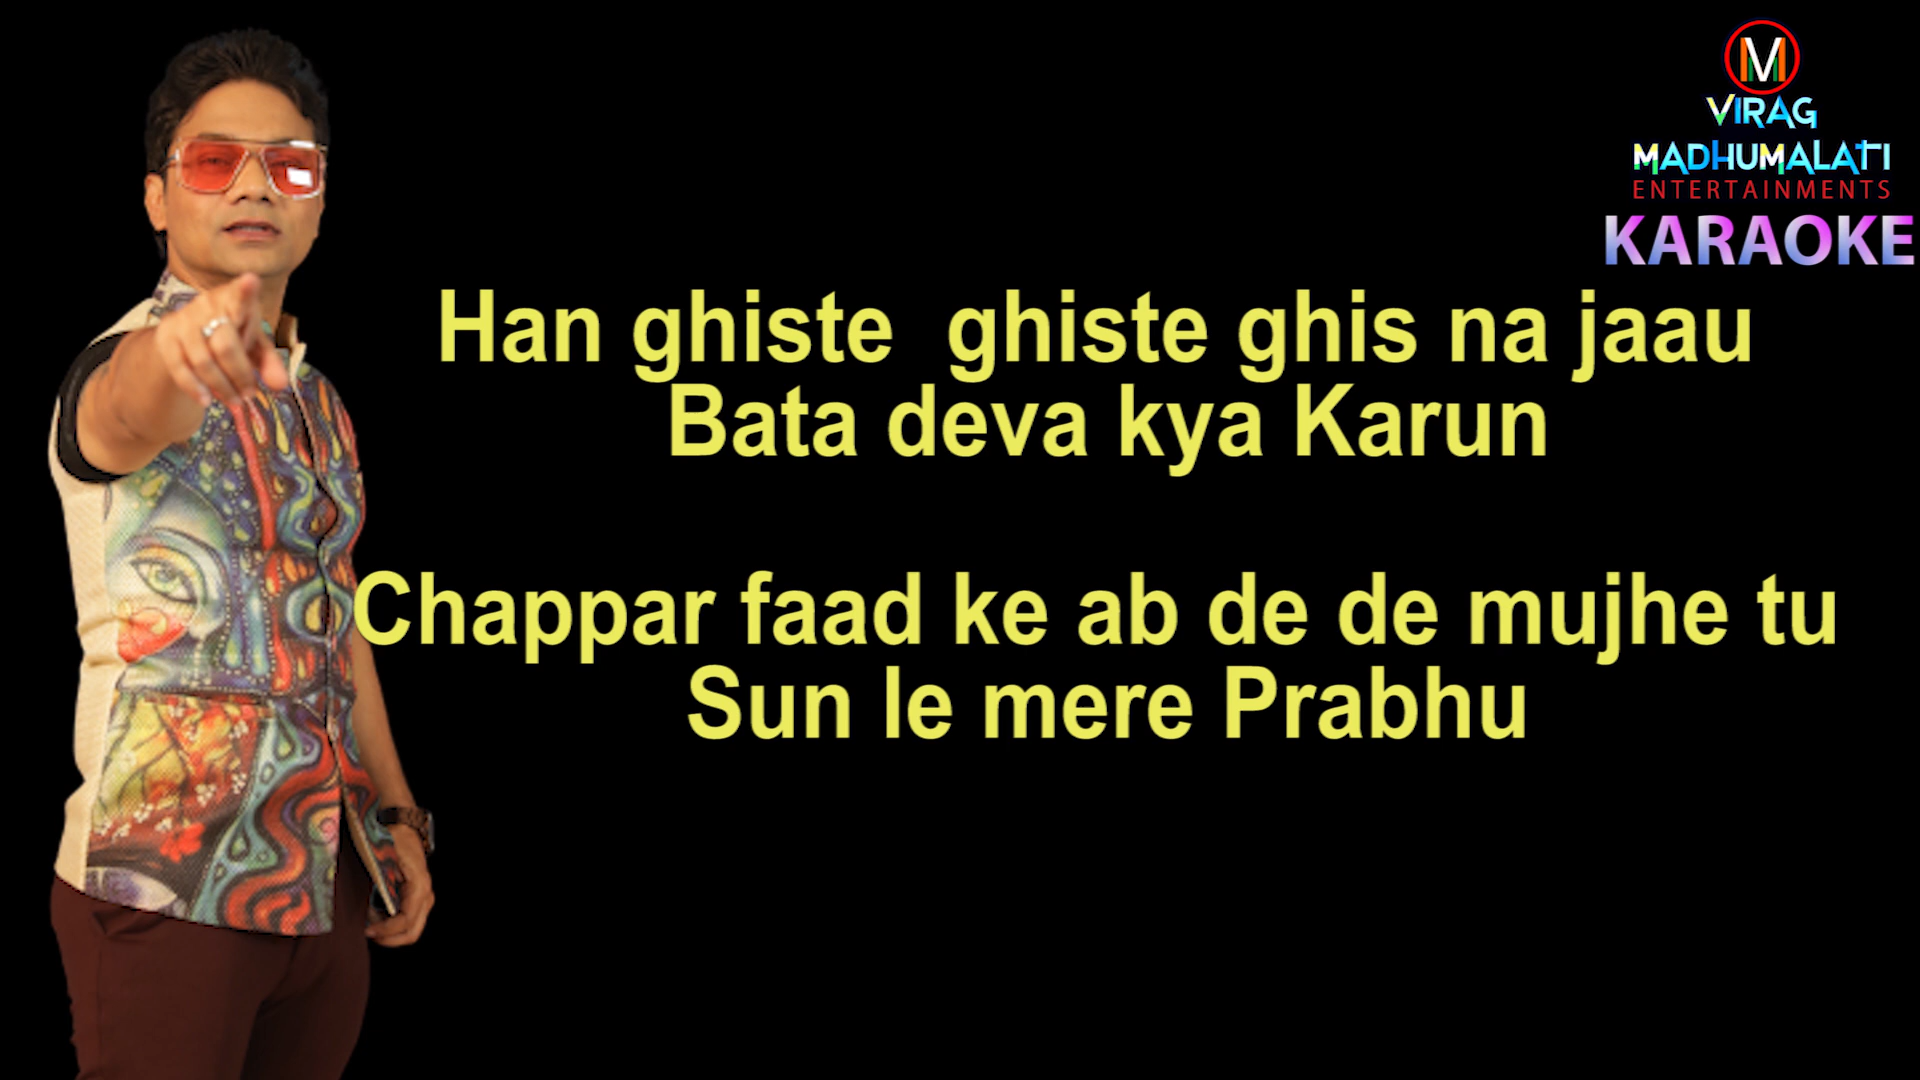 M
VIRAG
MADHUMALATI
ENTERTAINMENTS
KARAOKE
Han ghiste  ghiste ghis na jaau
Bata deva kya Karun
Chappar faad ke ab de de mujhe tu
Sun le mere Prabhu